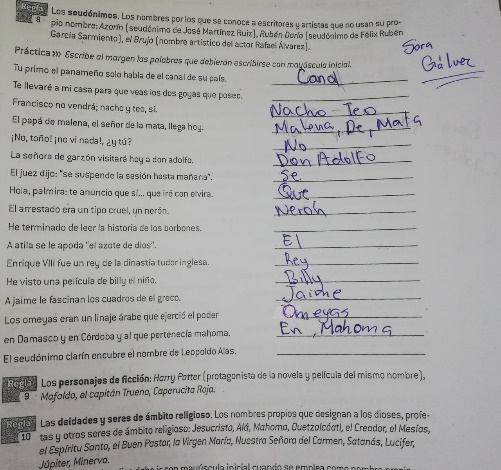 Regla 8 Los seudónimos. Los nombres por los que se conoce a escritores y artistas que no usan su pro-
pio nombre: Azorín (seudónimo de José Martínez Ruiz), Rubén Darío (seudónimo de Félix Rubén
García Sarmiento), el Brujo (nombre artístico del actor Rafael Álvarez).
Sara
Gálvez
Práctica >>> Escribe al margen las palabras que deberían escribirse con mayúscula inicial.
Tu primo el panameño solo habla de el canal de su país. Canal
Te llevaré a mi casa para que veas los dos goyas que poseo.
Francisco no vendrá; nacho y teo, sí. Nacho - Teo
El papá de malena, el señor de la mata, llega hoy. Malena, De, Mata
¡No, toño! ¡no vi nada!, ¿y tú? No
La señora de garzón visitará hoy a don adolfo. Don Adolfo
El juez dijo: "se suspende la sesión hasta mañana". Se
Hola, palmira: te anuncio que sí... que iré con elvira. Que
El arrestado era un tipo cruel, un nerón. Nerón
He terminado de leer la historia de los borbones.
A atila se le apoda "el azote de dios". El
Enrique VIII fue un rey de la dinastía tudor inglesa. Rey
He visto una película de billy el niño. Billy
A jaime le fascinan los cuadros de el greco. Jaime
Los omeyas eran un linaje árabe que ejerció el poder Omeyas
en Damasco y en Córdoba y al que pertenecía mahoma. En, Mahoma
El seudónimo clarín encubre el nombre de Leopoldo Alas.
Regla 9 Los personajes de ficción: Harry Potter (protagonista de la novela y película del mismo nombre),
Mafalda, el capitán Trueno, Caperucita Roja.
Regla 10 Las deidades y seres de ámbito religioso. Los nombres propios que designan a los dioses, profe-
tas y otros seres de ámbito religioso: Jesucristo, Alá, Mahoma, Quetzalcóatl, el Creador, el Mesías,
el Espíritu Santo, el Buen Pastor, la Virgen María, Nuestra Señora del Carmen, Satanás, Lucifer,
Júpiter, Minerva.
con mayúscula inicial cuando se emplea como nombre